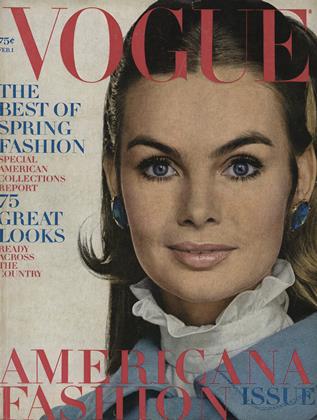 VOGUE
75¢
FEB.1
THE
BEST OF
SPRING
FASHION
SPECIAL
AMERICAN
COLLECTIONS
REPORT
75
GREAT
LOOKS
READY
ACROSS
THE
COUNTRY
AMERICANA
FASHION ISSUE